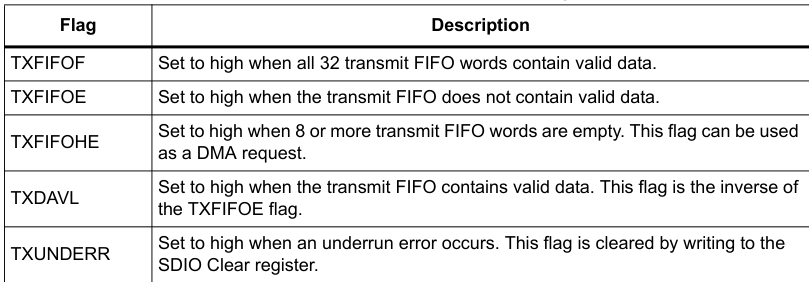 Flag Description
TXFIFOF Set to high when all 32 transmit FIFO words contain valid data.
TXFIFOE Set to high when the transmit FIFO does not contain valid data.
TXFIFOHE Set to high when 8 or more transmit FIFO words are empty. This flag can be used
as a DMA request.
TXDAVL Set to high when the transmit FIFO contains valid data. This flag is the inverse of
the TXFIFOE flag.
TXUNDERR Set to high when an underrun error occurs. This flag is cleared by writing to the
SDIO Clear register.